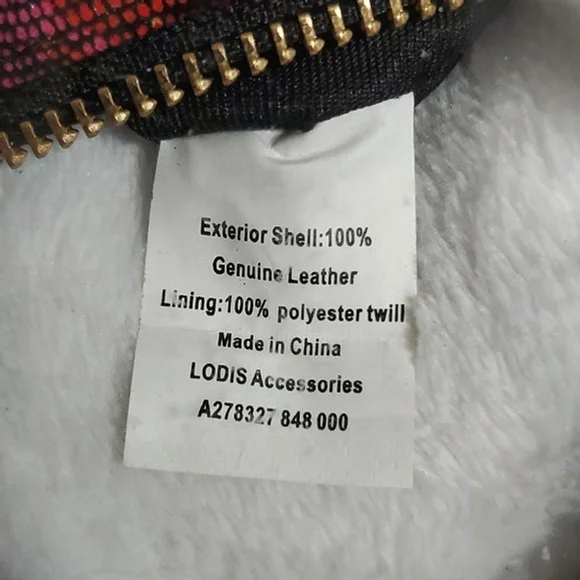 Exterior Shell:100%
Genuine Leather
Lining:100% polyester twill
Made in China
LODIS Accessories
A278327 848 000